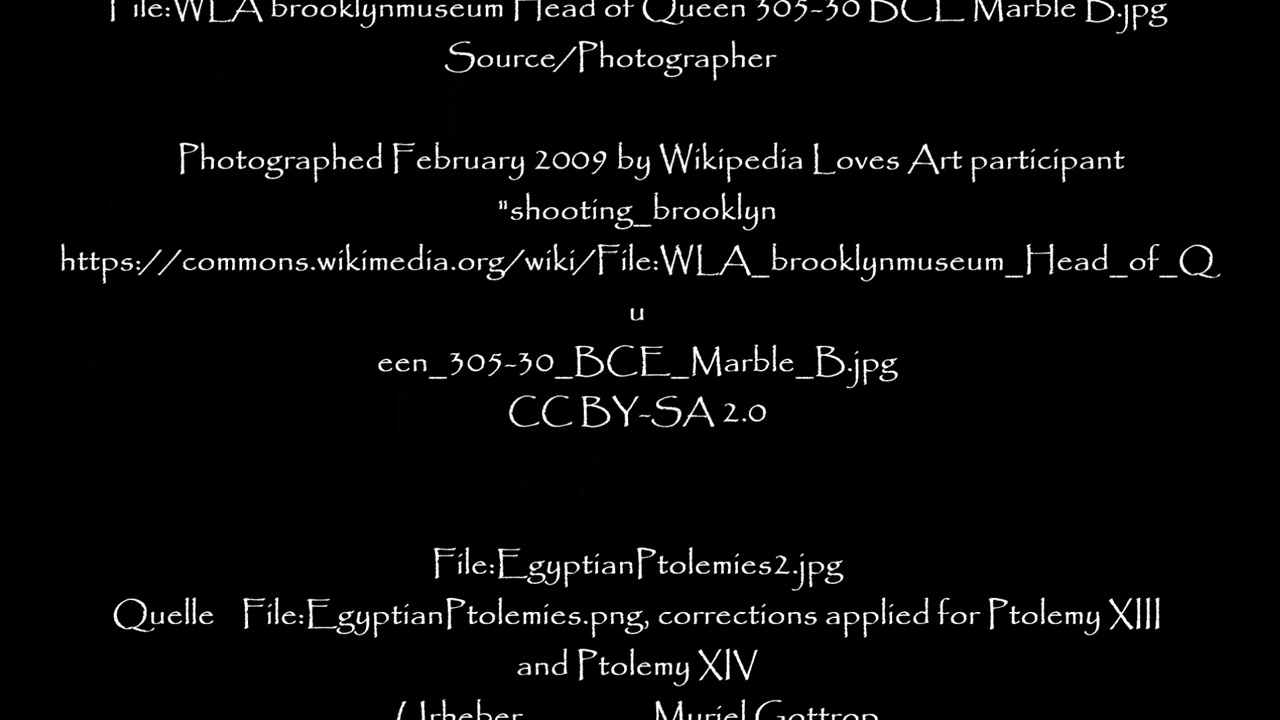 File:WLA brooklynmuseum Head of Queen 305-30 BCE Marble B.jpg
Source/Photographer
Photographed February 2009 by Wikipedia Loves Art participant
"shooting_brooklyn
https://commons.wikimedia.org/wiki/File:WLA_brooklynmuseum_Head_of_Q
u
een_305-30_BCE_Marble_B.jpg
CC BY-SA 2.0
File:EgyptianPtolemies2.jpg
Quelle File:EgyptianPtolemies.png, corrections applied for Ptolemy XIII
and Ptolemy XIV
Urheber Muriel Gottrop